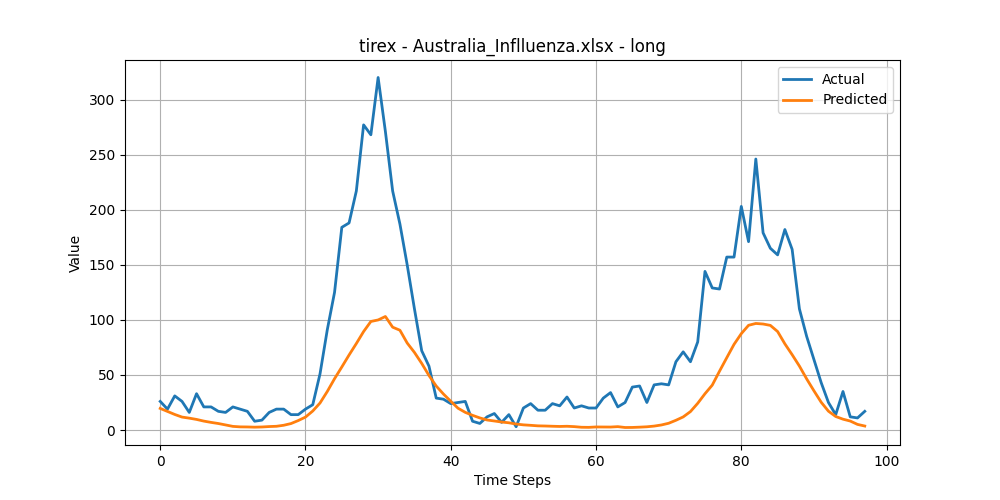 tirex - Australia_Inflluenza.xlsx - long
Actual
Predicted
Value
300
250
200
150
100
50
0
0 20 40 60 80 100
Time Steps